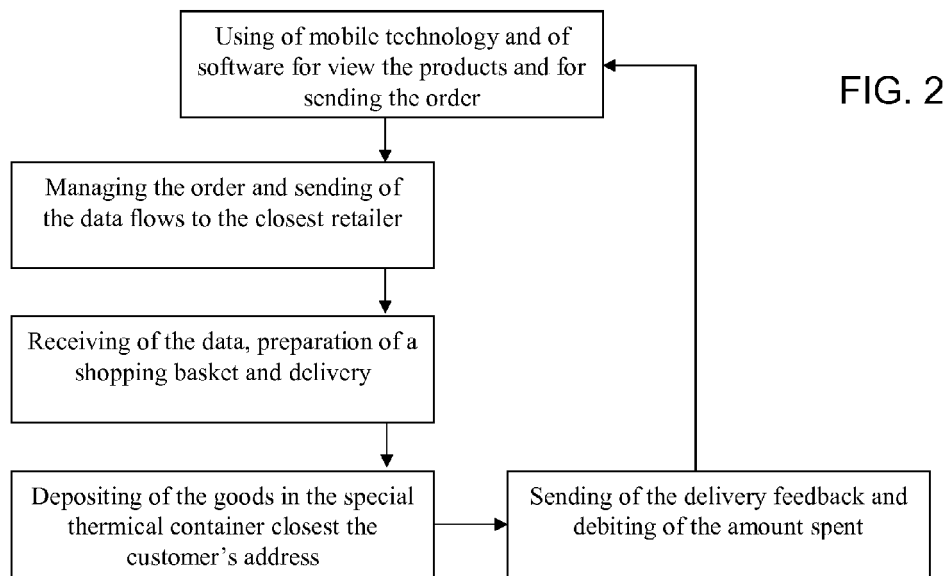 Using of mobile technology and of
software for view the products and for
sending the order
FIG. 2
Managing the order and sending of
the data flows to the closest retailer
Receiving of the data, preparation of a
shopping basket and delivery
Depositing of the goods in the special
thermical container closest the
customer's address
Sending of the delivery feedback and
debiting of the amount spent